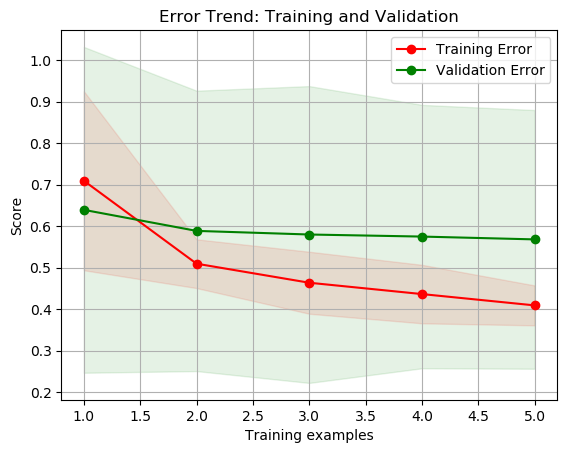 Error Trend: Training and Validation
Training Error
Validation Error
1.0
0.9
0.8
0.7
0.6
0.5
0.4
0.3
0.2
Score
1.0 1.5 2.0 2.5 3.0 3.5 4.0 4.5 5.0
Training examples